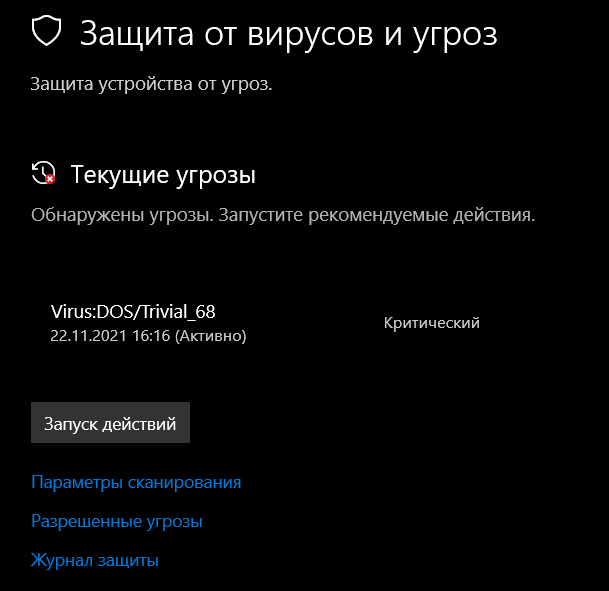 Защита от вирусов и угроз
Защита устройства от угроз.
Текущие угрозы
Обнаружены угрозы. Запустите рекомендуемые действия.
Virus:DOS/Trivial_68
22.11.2021 16:16 (Активно)
Критический
Запуск действий
Параметры сканирования
Разрешенные угрозы
Журнал защиты